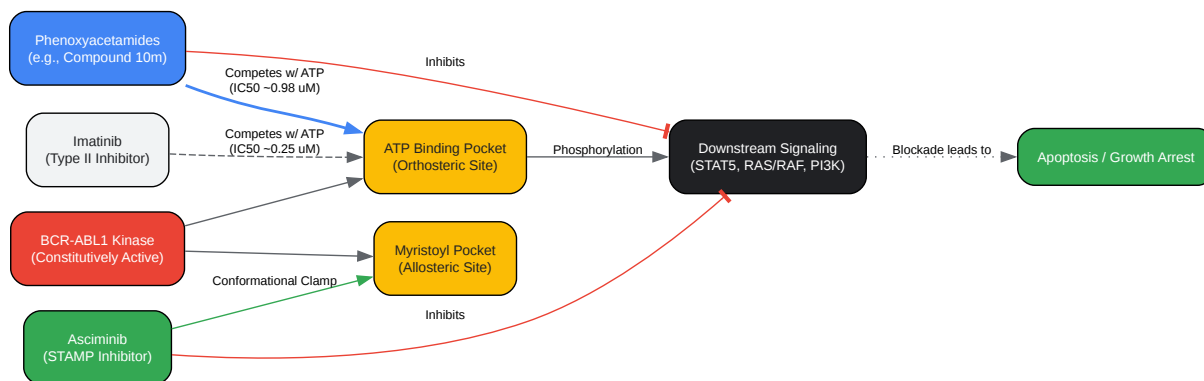 Phenoxyacetamides
(e.g., Compound 10m)
Inhibits
Competes w/ ATP
(IC50 ~0.98 uM)
Imatinib
(Type II Inhibitor)
Competes w/ ATP
(IC50 ~0.25 uM)
ATP Binding Pocket
(Orthosteric Site)
Phosphorylation
Downstream Signaling
(STAT5, RAS/RAF, PI3K)
Blockade leads to
Apoptosis / Growth Arrest
BCR-ABL1 Kinase
(Constitutively Active)
Myristoyl Pocket
(Allosteric Site)
Conformational Clamp
Inhibits
Asciminib
(STAMP Inhibitor)